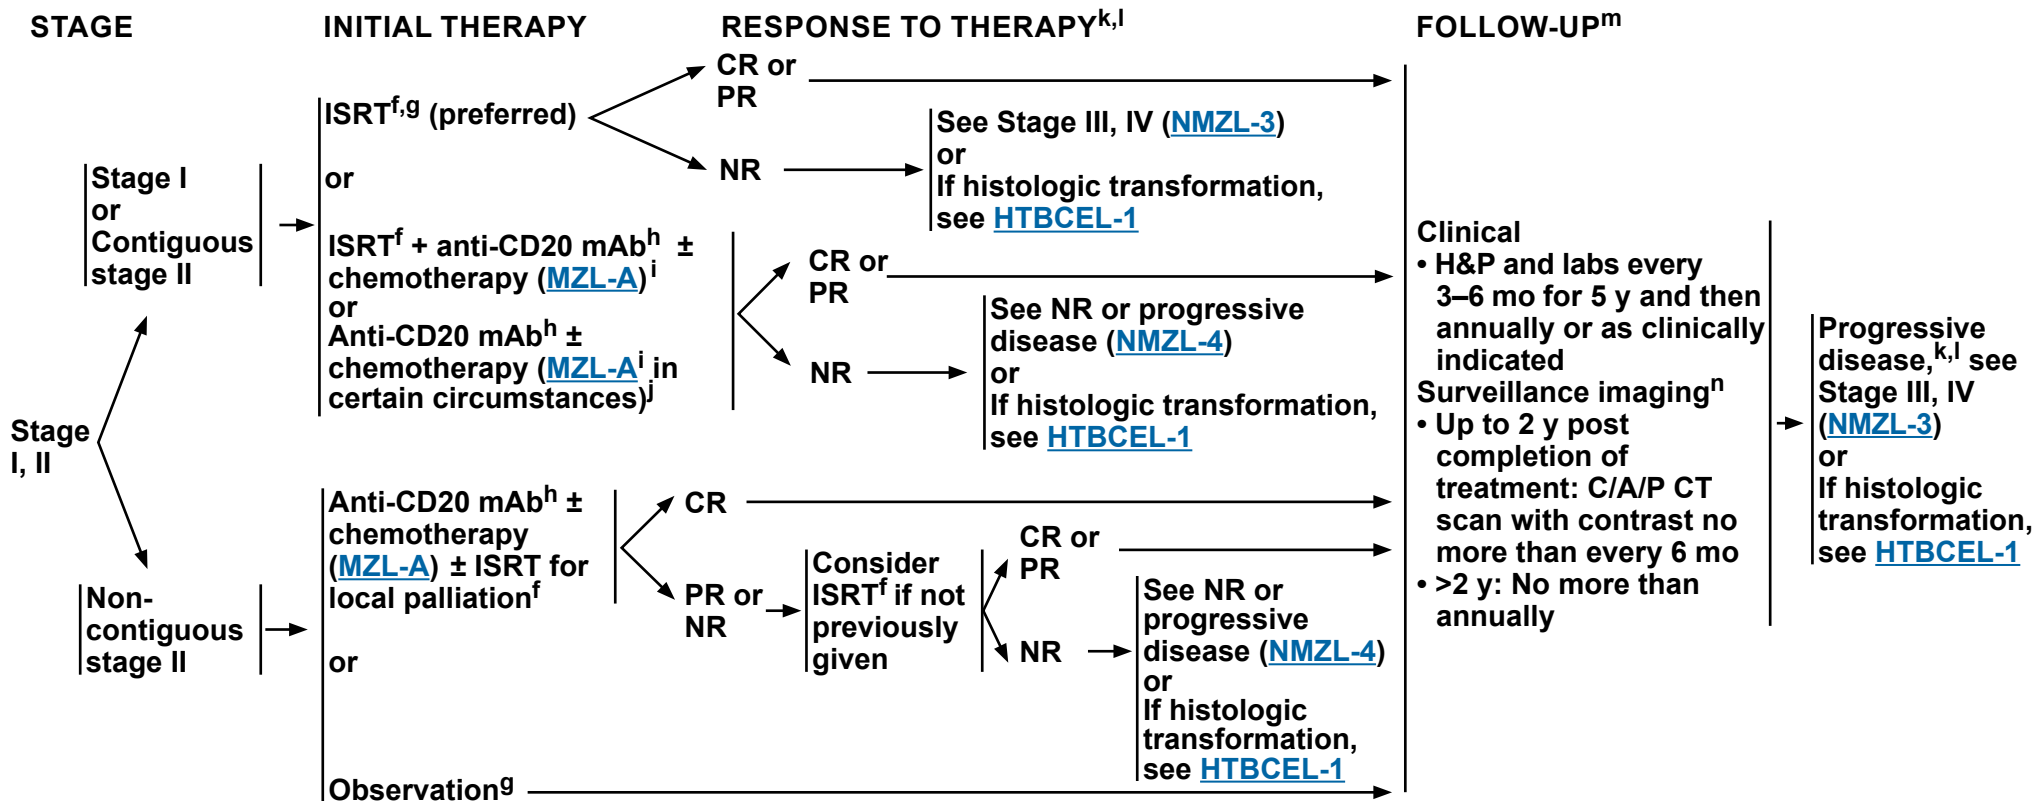 STAGE
INITIAL THERAPY
RESPONSE TO THERAPYk,l
FOLLOW-UPm
Stage
I, II
Stage I
or
Contiguous
stage II
ISRTf,g (preferred)
or
ISRTf + anti-CD20 mAbh ±
chemotherapy (MZL-A)i
or
Anti-CD20 mAbh ±
chemotherapy (MZL-Ai in
certain circumstances)j
CR or
PR
NR
See Stage III, IV (NMZL-3)
or
If histologic transformation,
see HTBCEL-1
CR or
PR
NR
See NR or progressive
disease (NMZL-4)
or
If histologic transformation,
see HTBCEL-1
Non-
contiguous
stage II
Anti-CD20 mAbh ±
chemotherapy
(MZL-A) ± ISRT for
local palliationf
or
Observationg
CR
PR or
NR
Consider
ISRTf if not
previously
given
CR or
PR
NR
See NR or
progressive
disease (NMZL-4)
or
If histologic
transformation,
see HTBCEL-1
Clinical
• H&P and labs every
3–6 mo for 5 y and then
annually or as clinically
indicated
Surveillance imagingn
• Up to 2 y post
completion of
treatment: C/A/P CT
scan with contrast no
more than every 6 mo
• >2 y: No more than
annually
Progressive
disease,k,l see
Stage III, IV
(NMZL-3)
or
If histologic
transformation,
see HTBCEL-1